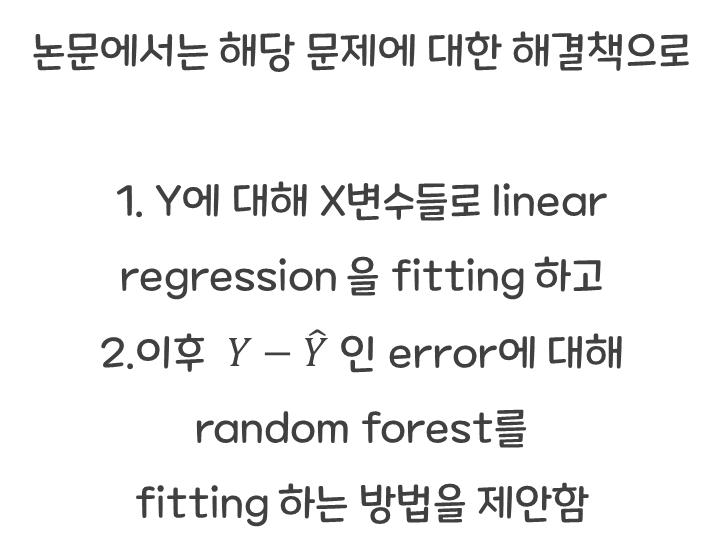 논문에서는 해당 문제에 대한 해결책으로
1. Y에 대해 X변수들로 linear
regression 을 fitting 하고
2.이후 Y − Ŷ 인 error에 대해
random forest를
fitting 하는 방법을 제안함